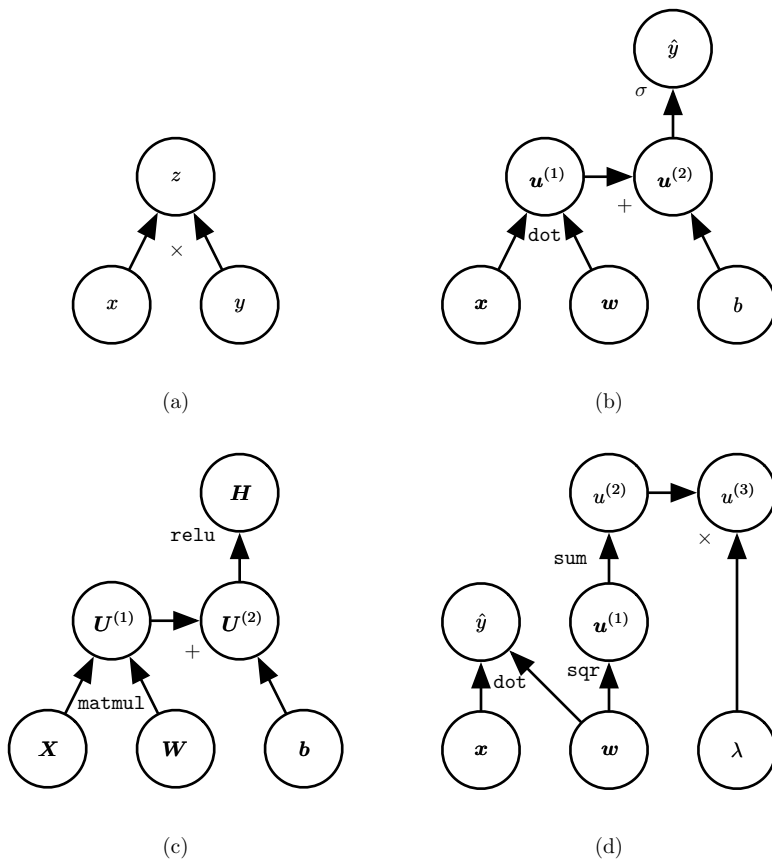 ŷ
σ
z
u⁽¹⁾ u⁽²⁾
+
dot
×
x y x w b
(a) (b)
H u⁽²⁾ u⁽³⁾
relu ×
sum
U⁽¹⁾ U⁽²⁾ ŷ u⁽¹⁾
+
matmul dot sqr
X W b x w λ
(c) (d)